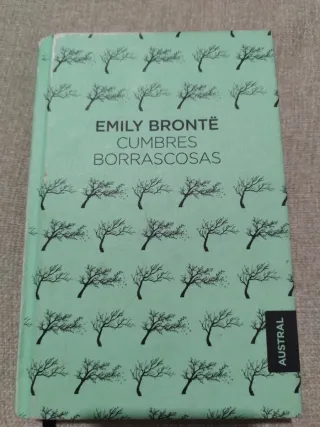 EMILY BRONTË
CUMBRES
BORRASCOSAS
AUSTRAL